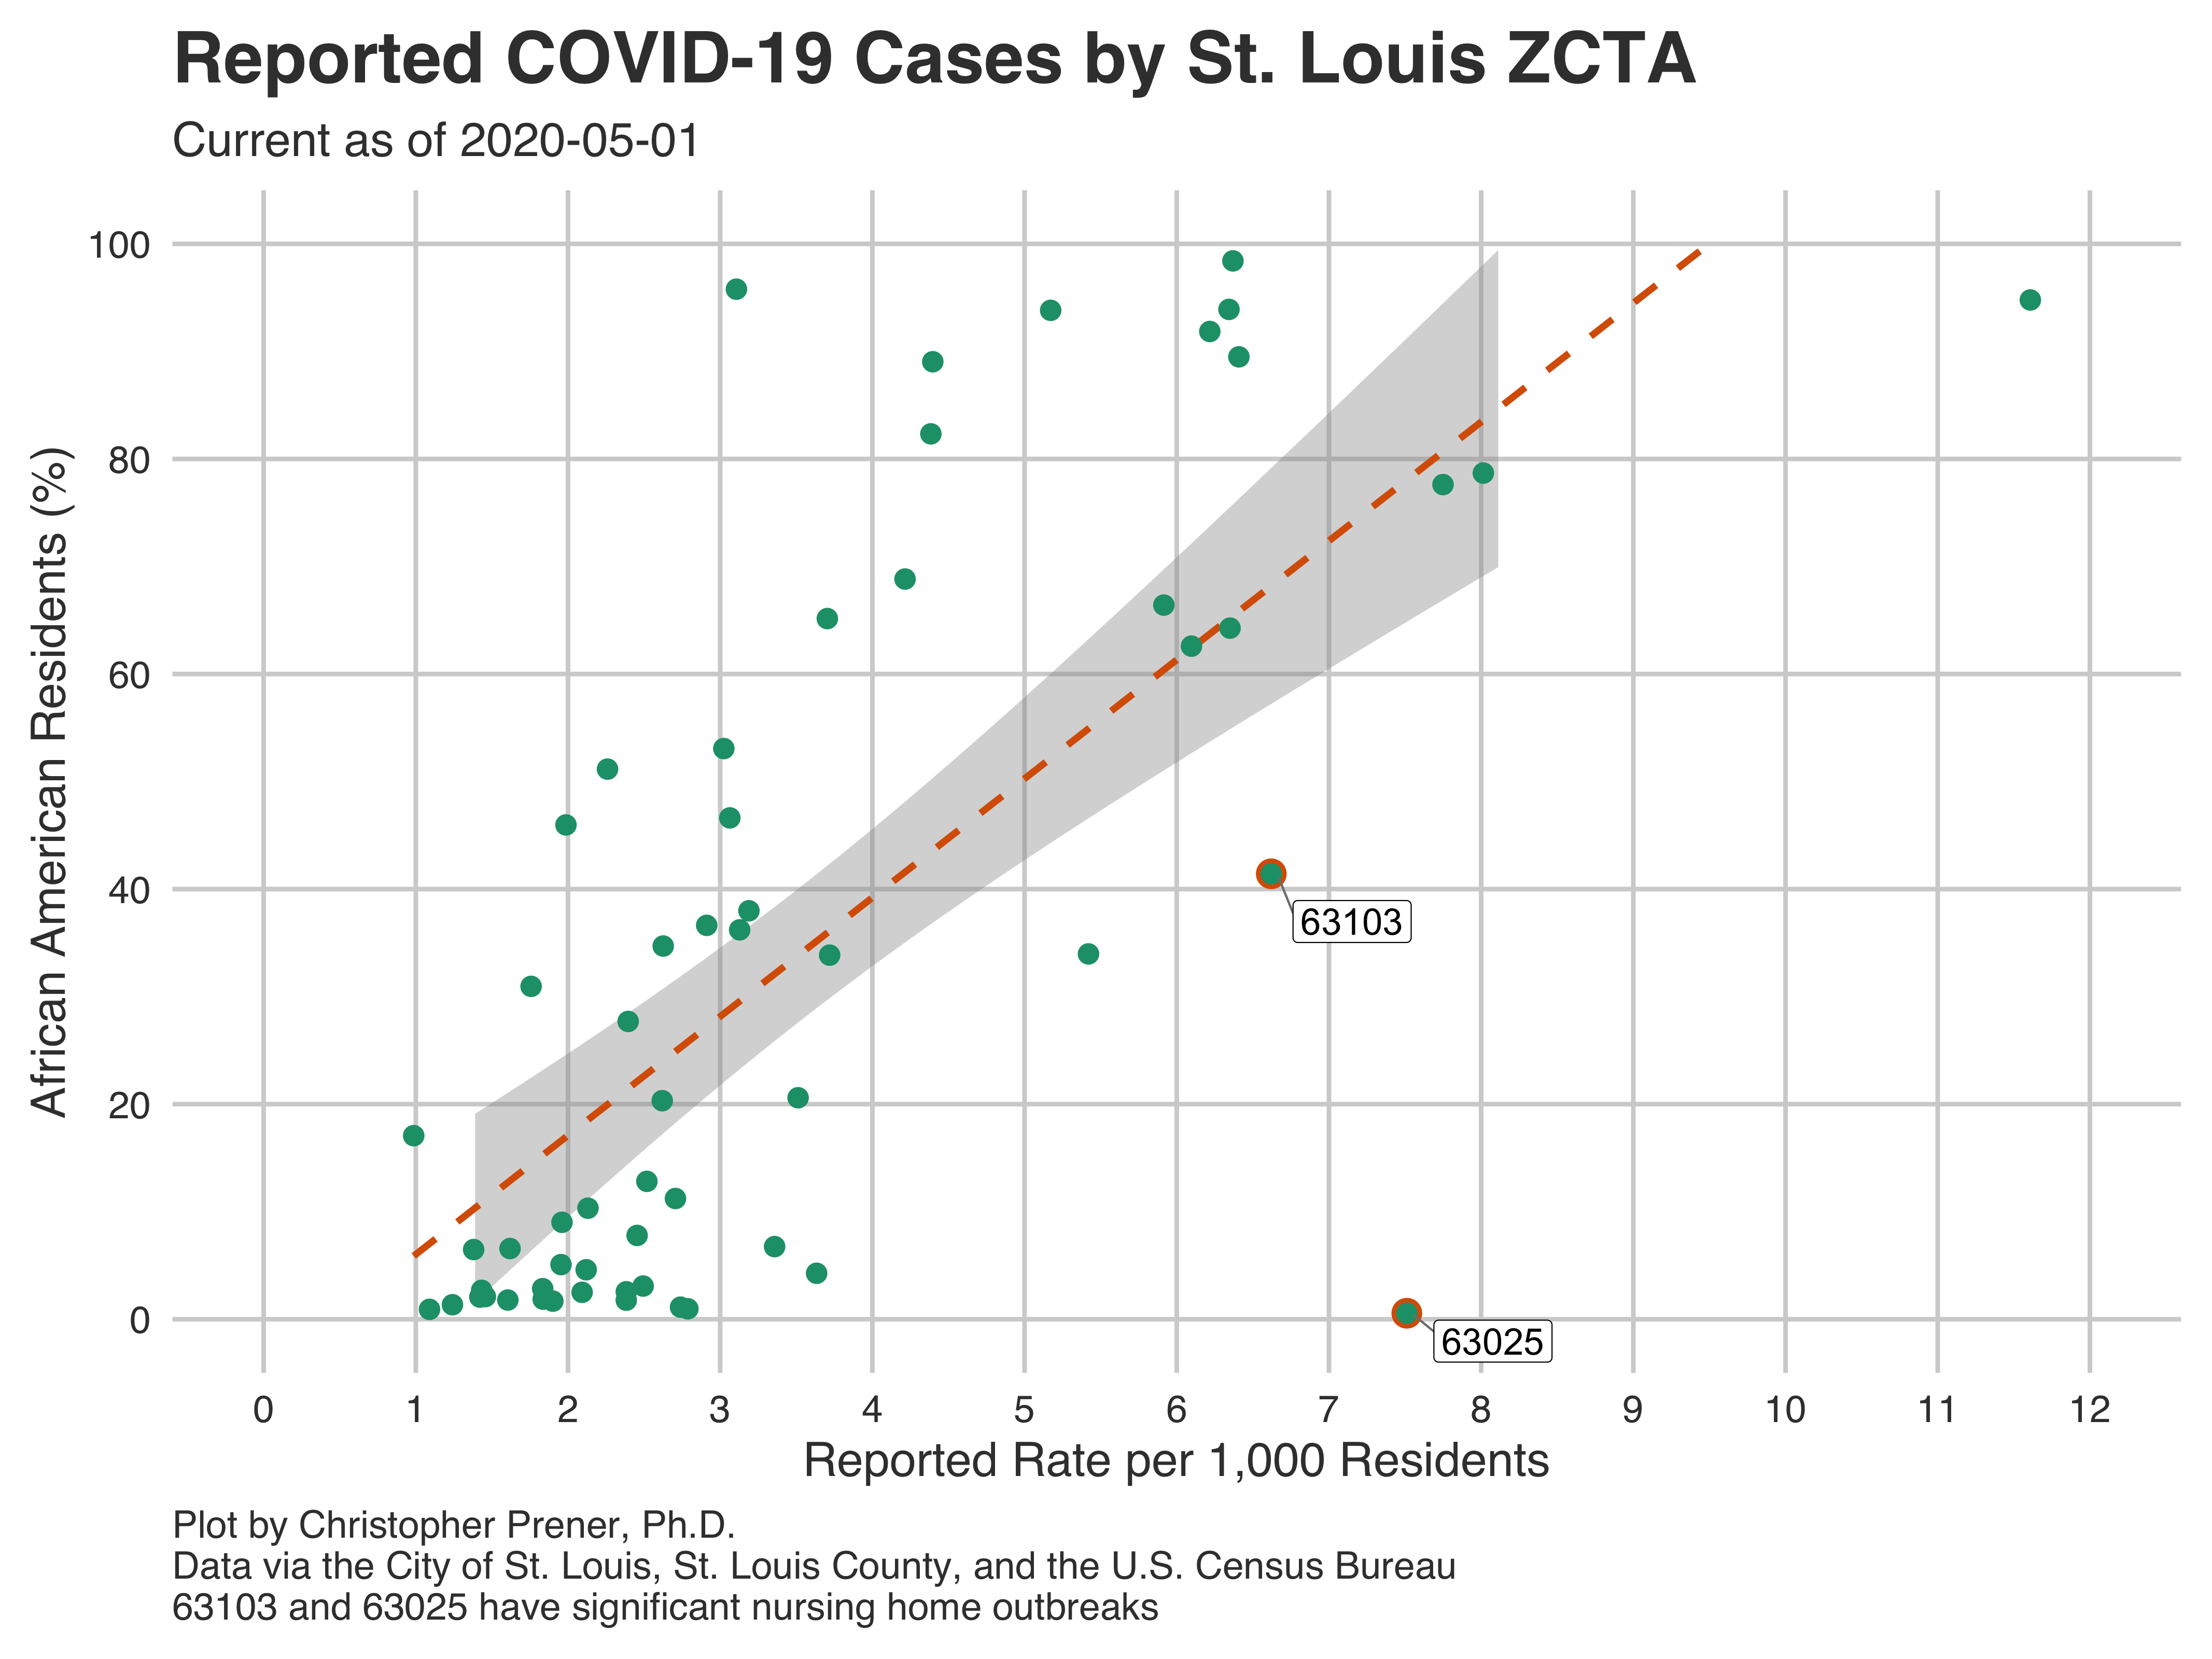 Reported COVID-19 Cases by St. Louis ZCTA
Current as of 2020-05-01
African American Residents (%)
100
80
60
40
20
0
63103
63025
0 1 2 3 4 5 6 7 8 9 10 11 12
Reported Rate per 1,000 Residents
Plot by Christopher Prener, Ph.D.
Data via the City of St. Louis, St. Louis County, and the U.S. Census Bureau
63103 and 63025 have significant nursing home outbreaks